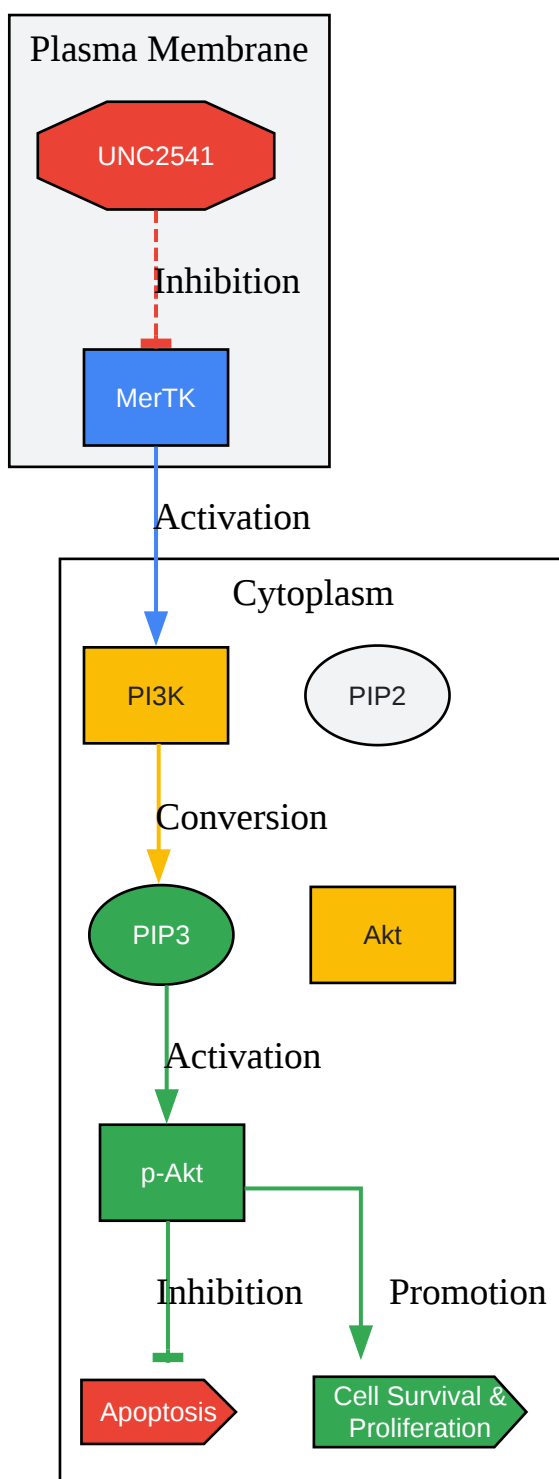 Plasma Membrane
UNC2541
Inhibition
MerTK
Activation
Cytoplasm
PI3K
PIP2
Conversion
PIP3
Akt
Activation
p-Akt
Inhibition
Promotion
Apoptosis
Cell Survival &
Proliferation